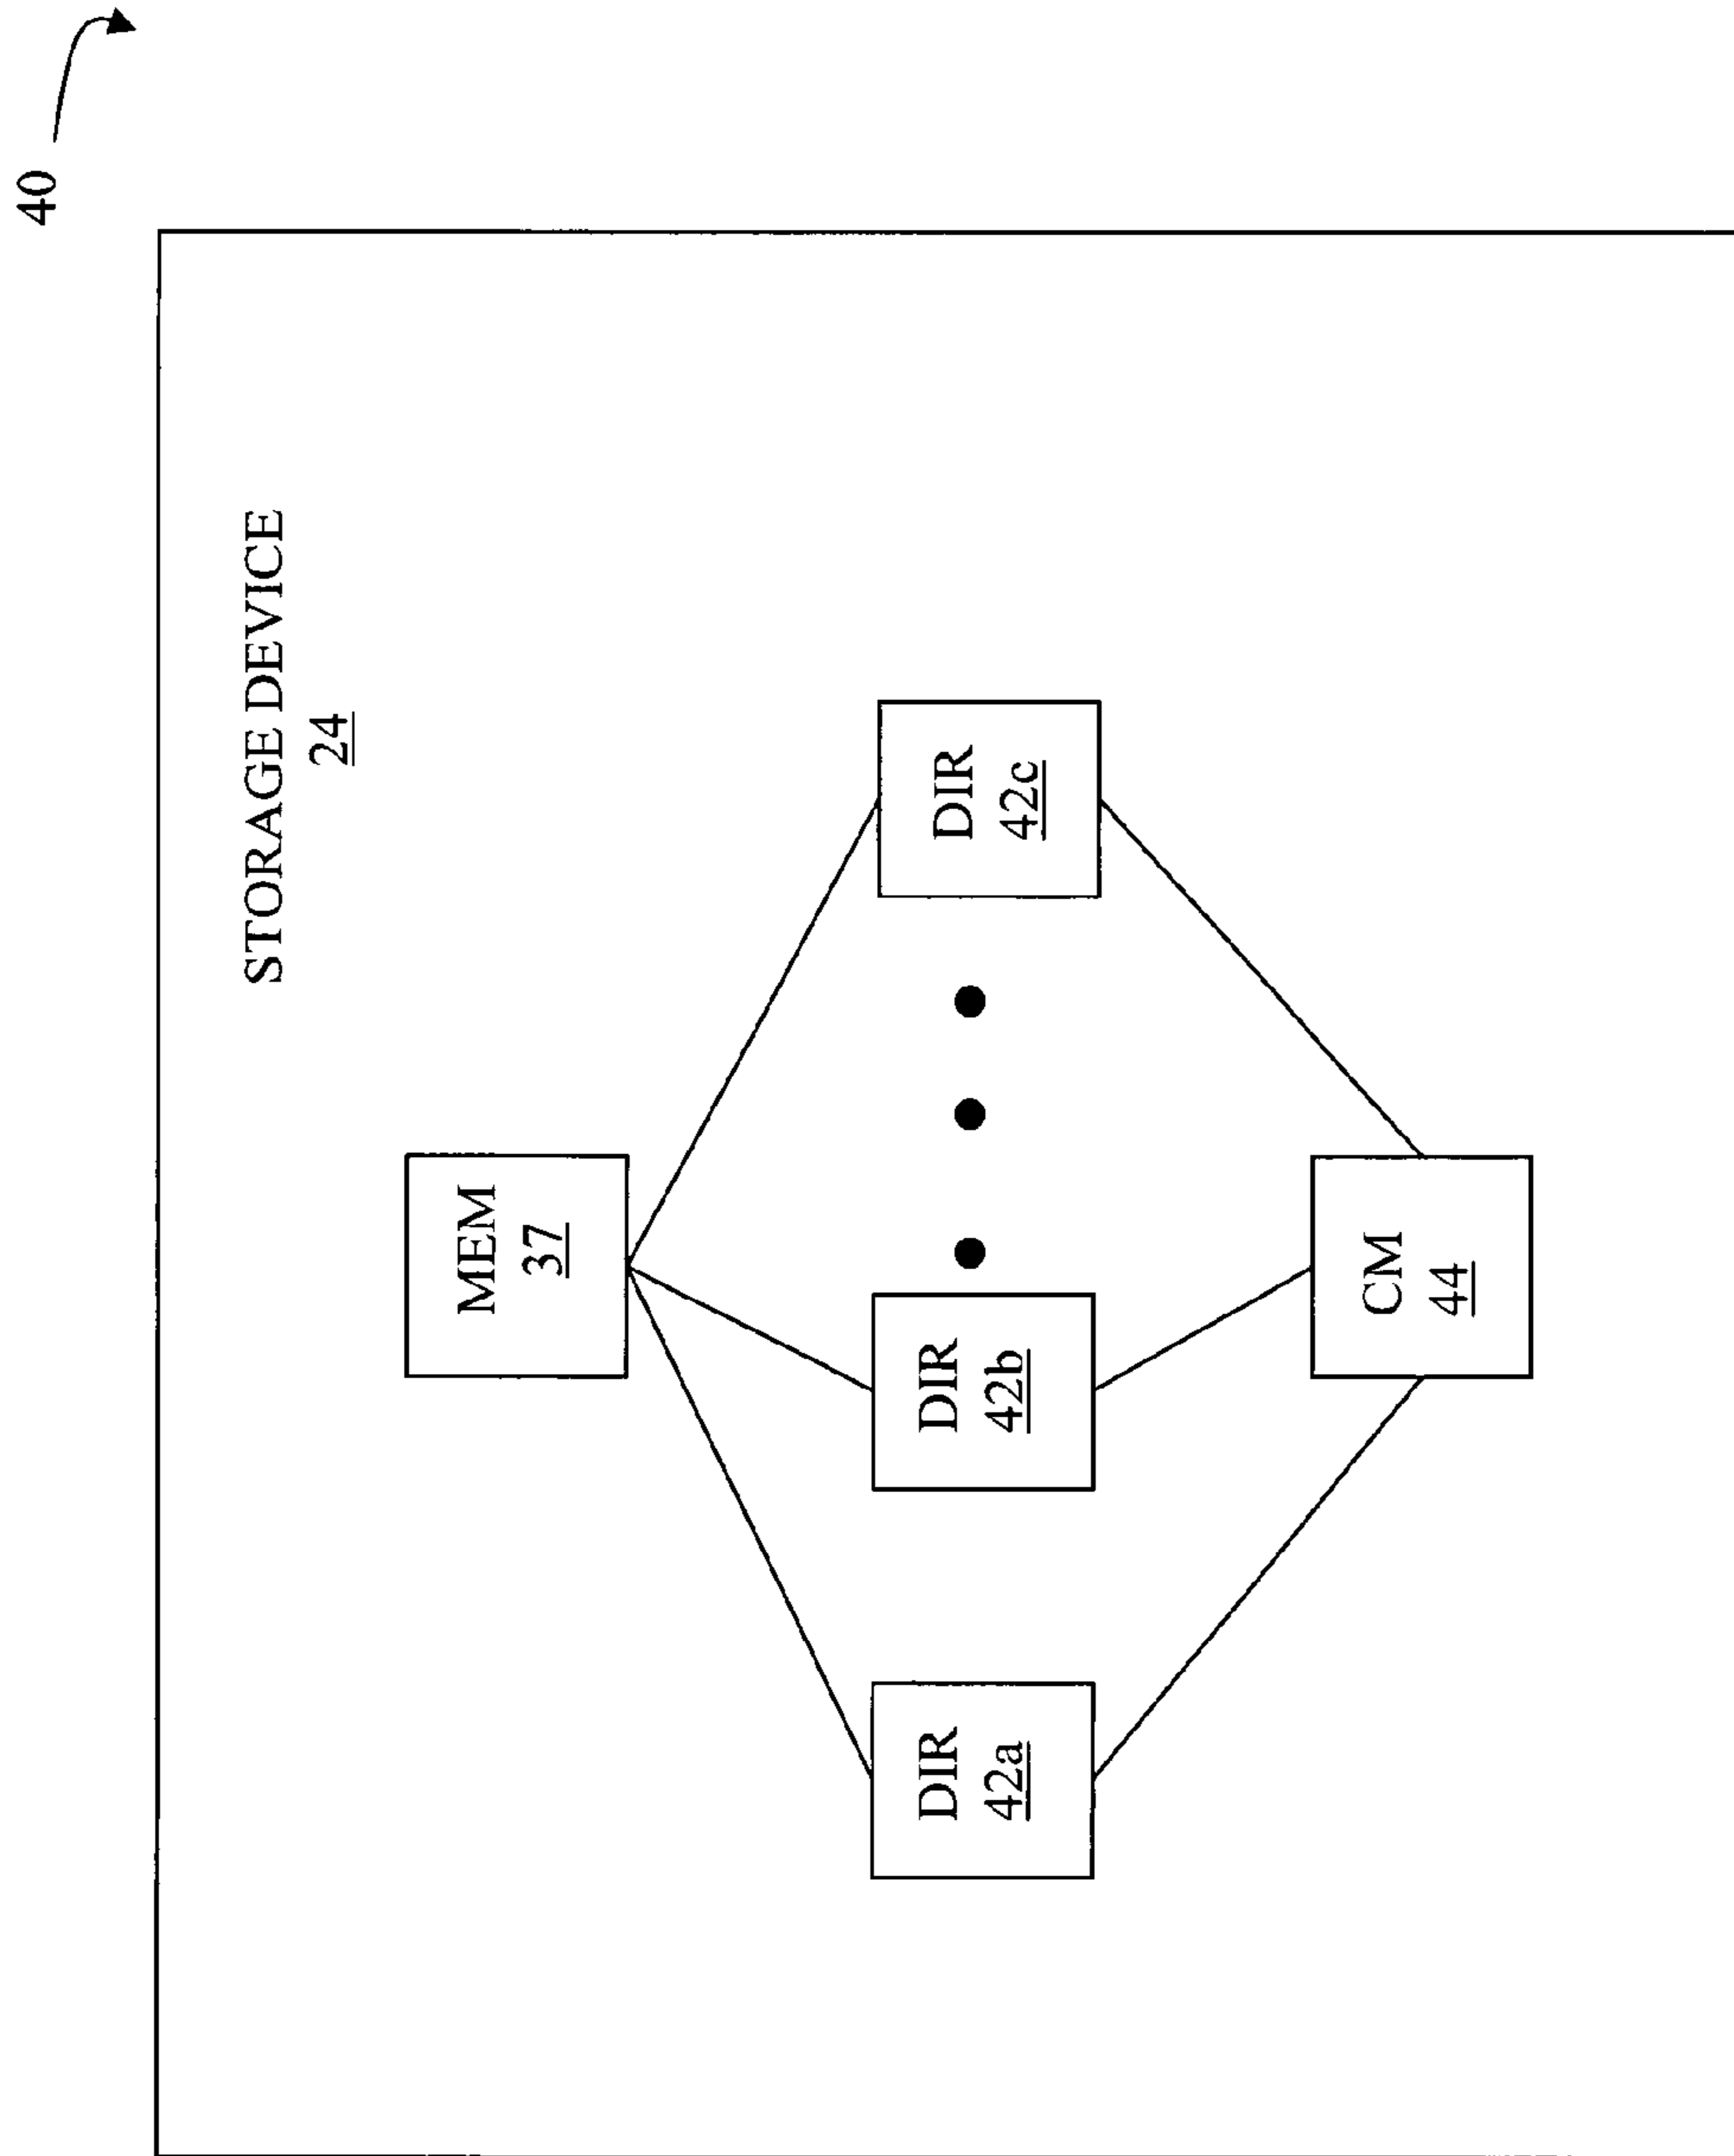 40
STORAGE DEVICE
24
MEM
37
DIR
42a
DIR
42b
DIR
42c
CM
44